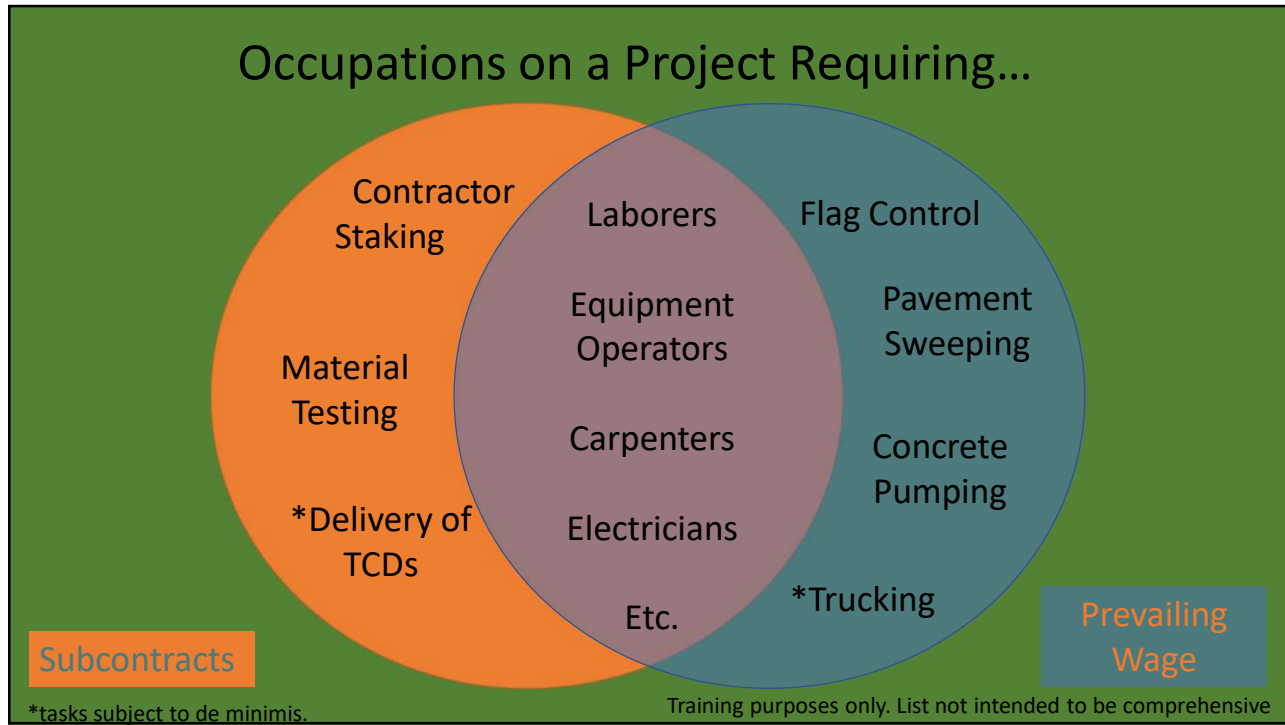 Occupations on a Project Requiring…
Contractor
Staking
Material
Testing
*Delivery of
TCDs
Laborers
Equipment
Operators
Carpenters
Electricians
Etc.
Flag Control
Pavement
Sweeping
Concrete
Pumping
*Trucking
Subcontracts
Prevailing
Wage
*tasks subject to de minimis.
Training purposes only. List not intended to be comprehensive